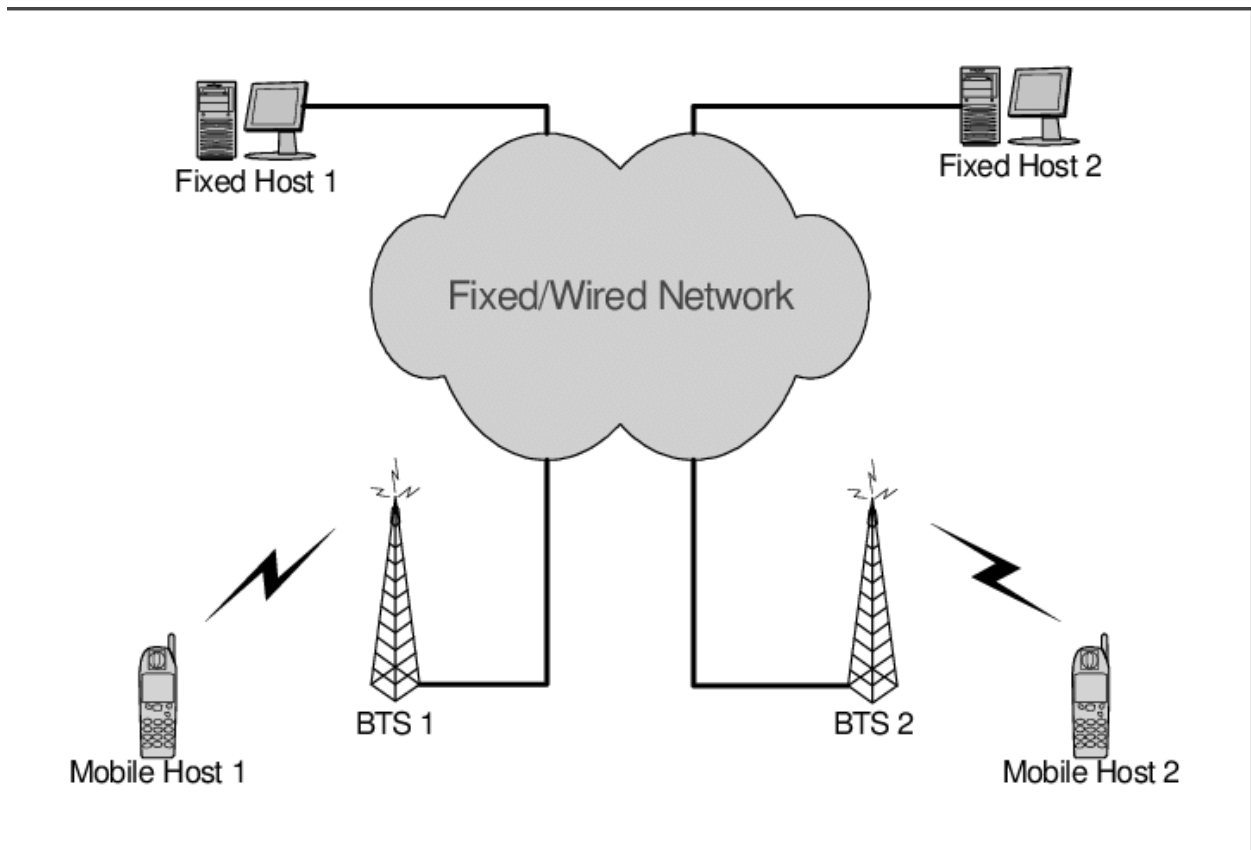 Fixed Host 1
Fixed Host 2
Fixed/Wired Network
BTS 1
BTS 2
Mobile Host 1
Mobile Host 2